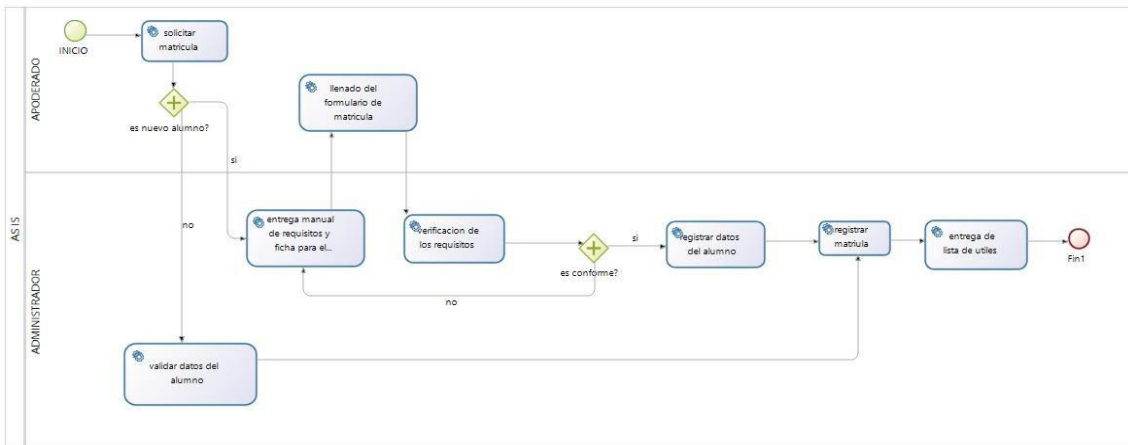 AS IS
APODERADO
INICIO
solicitar
matricula
es nuevo alumno?
si
no
llenado del
formulario de
matricula
ADMINISTRADOR
entrega manual
de requisitos y
ficha para el...
verificacion de
los requisitos
es conforme?
si
no
registrar datos
del alumno
registrar
matriula
entrega de
lista de utiles
Fin1
validar datos del
alumno